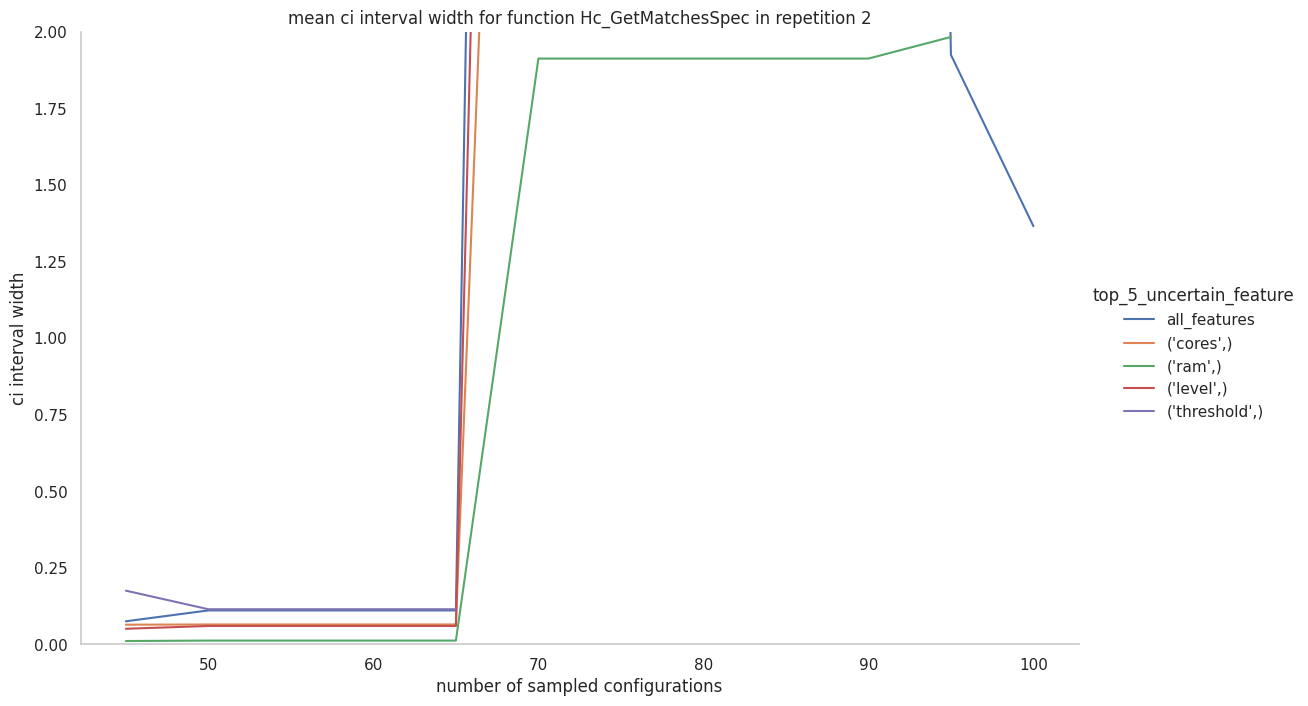 mean ci interval width for function Hc_GetMatchesSpec in repetition 2
2.00
1.75
1.50
1.25
1.00
0.75
0.50
0.25
0.00
ci interval width
50
60
70
80
90
100
number of sampled configurations
top_5_uncertain_feature
all_features
('cores',)
('ram',)
('level',)
('threshold',)